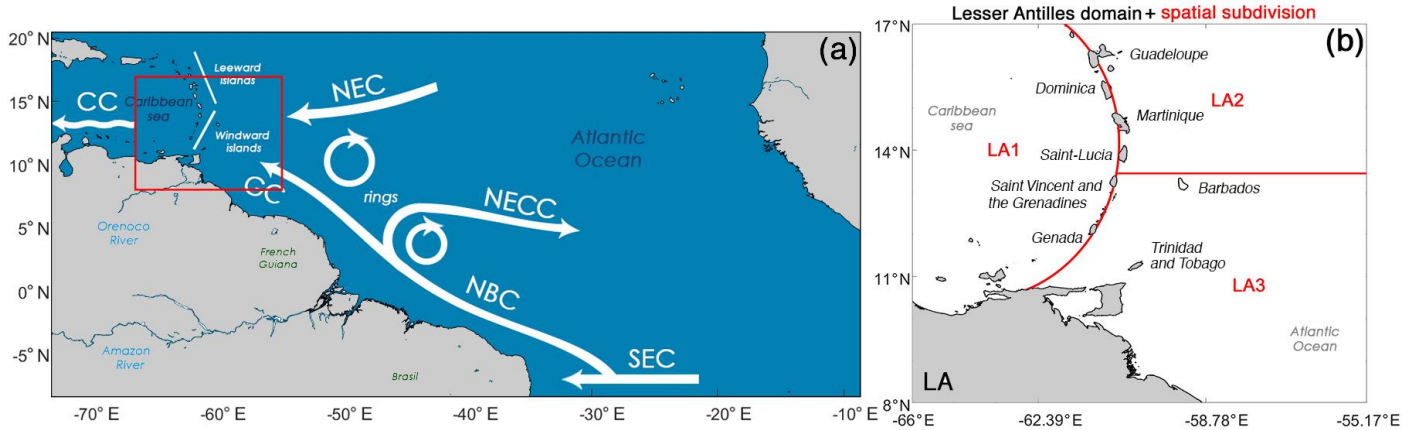 20° N
15° N
10° N
5° N
0° N
-5° N
-70° E
-60° E
-50° E
-40° E
-30° E
-20° E
-10° E
(a)
Leeward
islands
NEC
CC
Caribbean
sea
Windward
islands
Atlantic
Ocean
GC
rings
NECC
Orenoco
River
French
Guiana
NBC
SEC
Amazon
River
Brasil
Lesser Antilles domain + spatial subdivision
17°N
14°N
11°N
8°N
-66°E
-62.39°E
-58.78°E
-55.17°E
(b)
Guadeloupe
Dominica
LA2
Caribbean
sea
Martinique
LA1
Saint-Lucia
Saint Vincent and
the Grenadines
Barbados
Genada
Trinidad
and Tobago
LA3
Atlantic
Ocean
LA